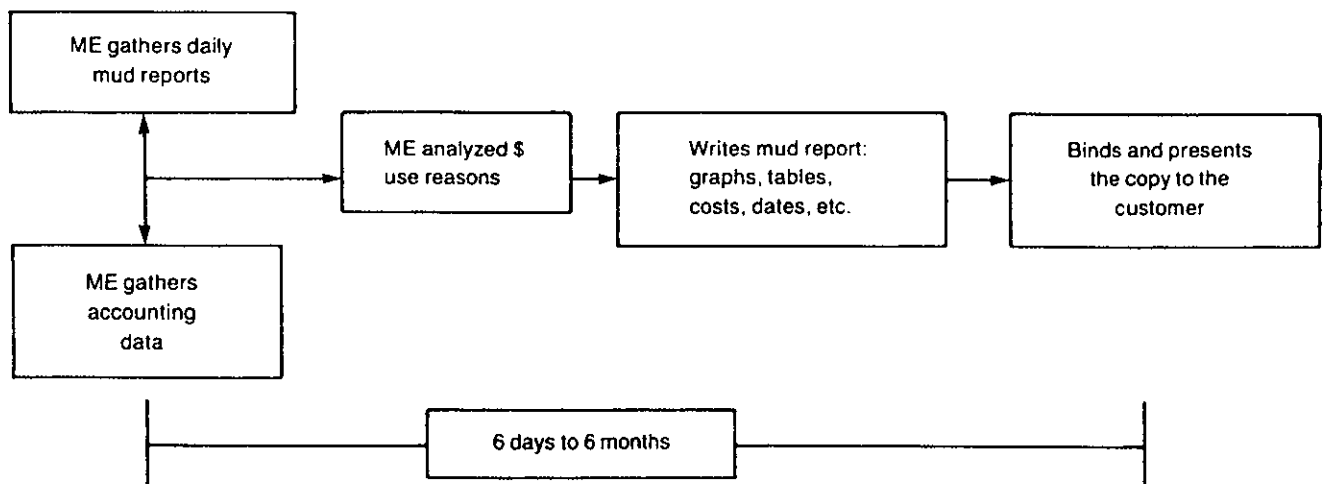 ME gathers daily
mud reports
ME gathers
accounting
data
ME analyzed $
use reasons
Writes mud report:
graphs, tables,
costs, dates, etc.
Binds and presents
the copy to the
customer
6 days to 6 months